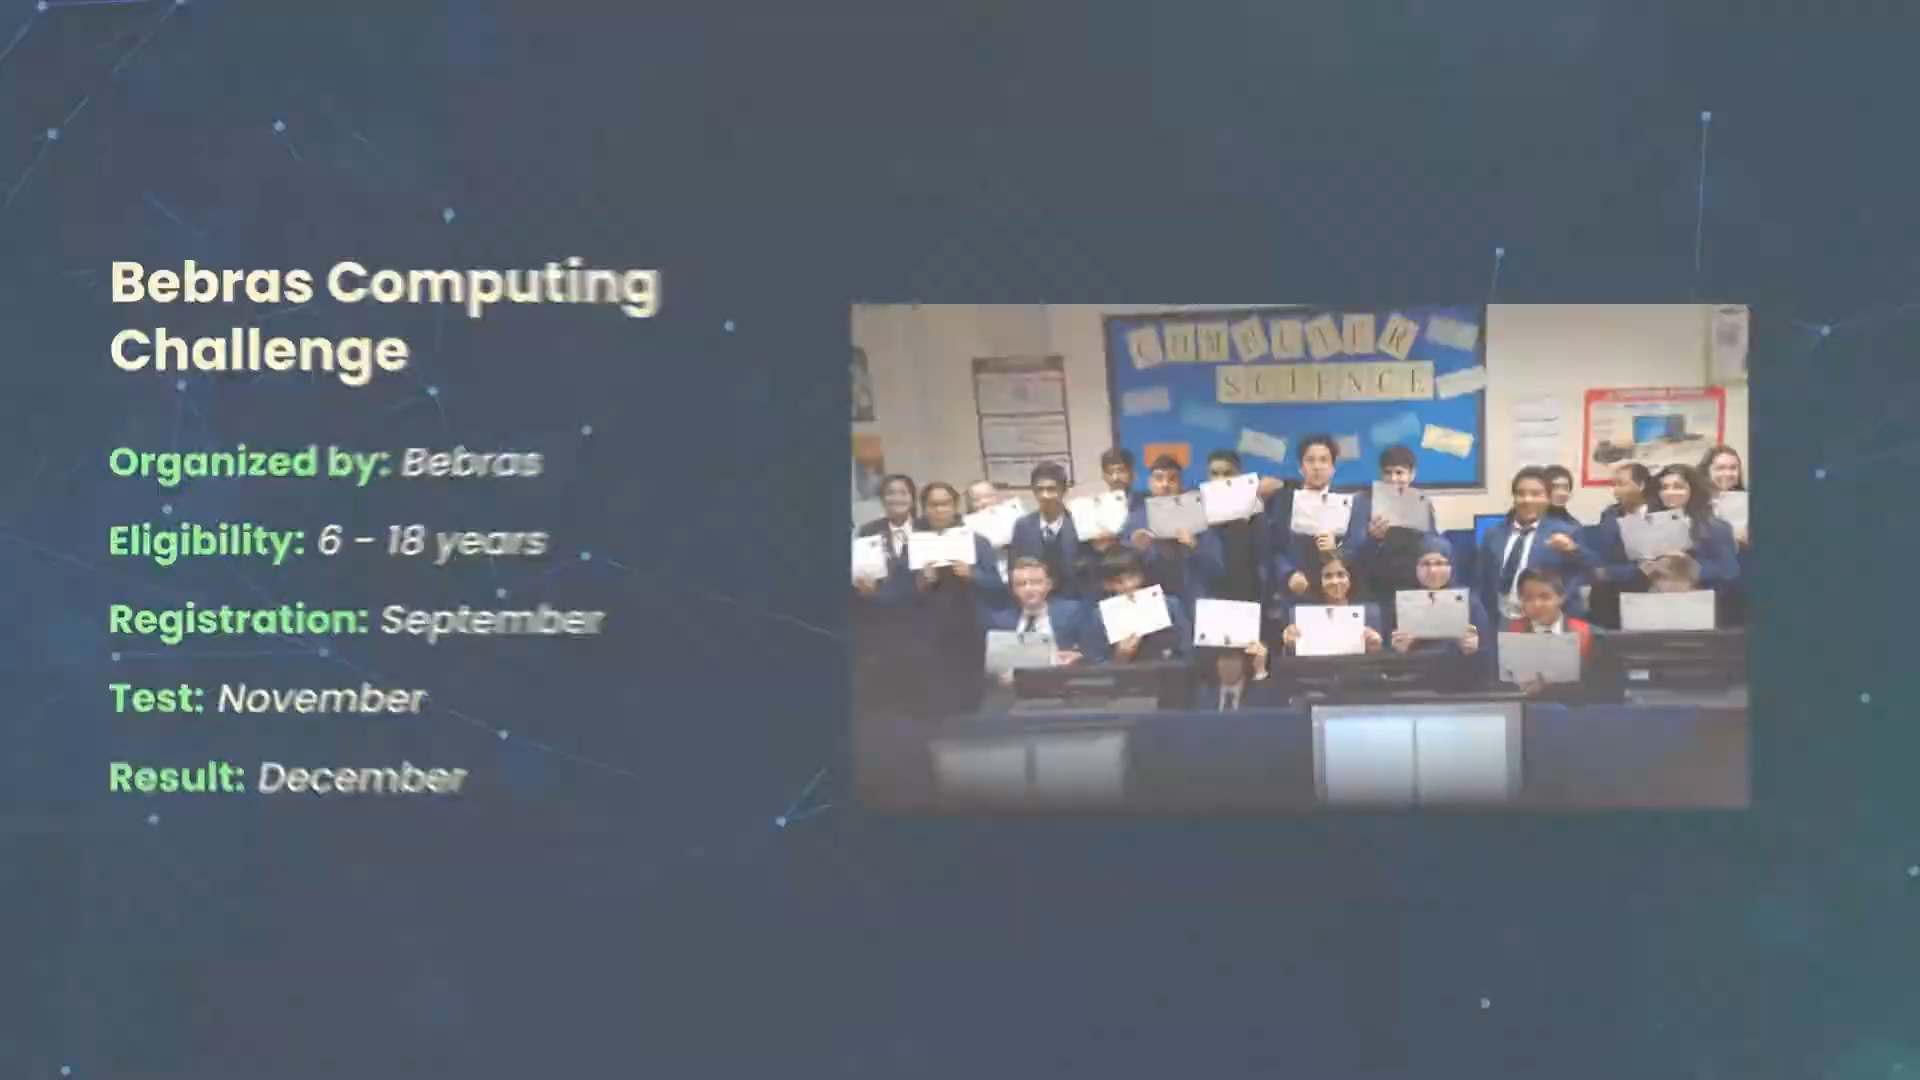 Bebras Computing
Challenge
Organized by: Bebras
Eligibility: 6 - 18 years
Registration: September
Test: November
Result: December
COMPUTER
SCIENCE